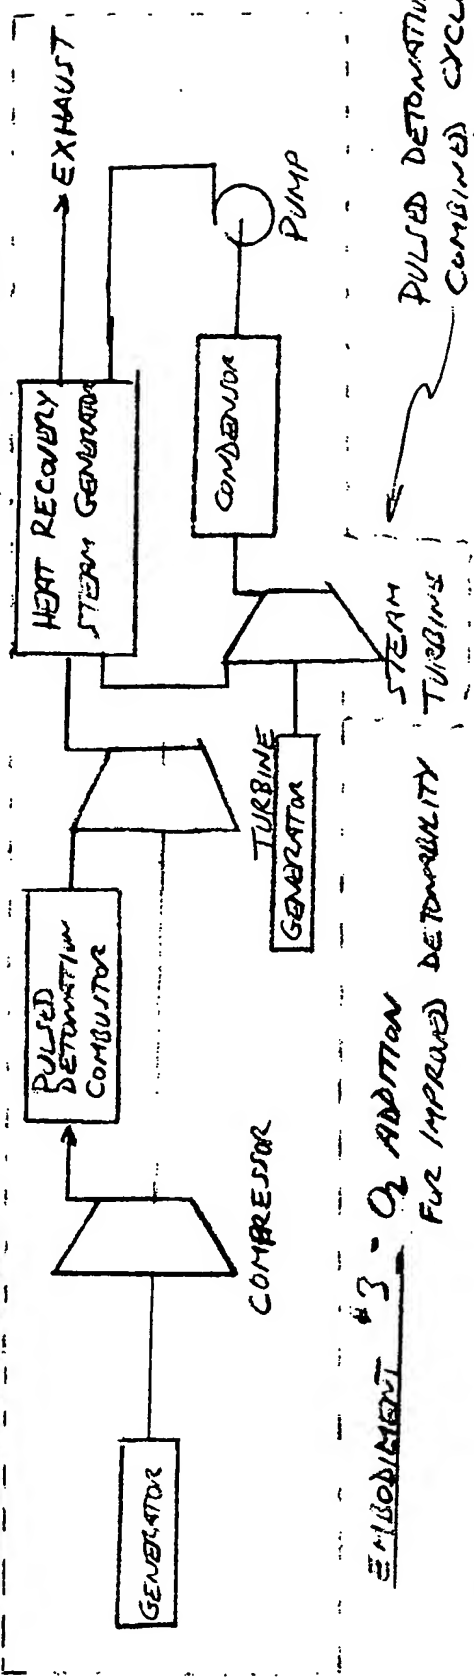 EXHAUST
HEAT RECOVERY
STEAM GENERATOR
PUMP
CONDENSOR
PULSED
DETONATION
COMBUSTOR
TURBINE
GENERATOR
STEAM
TURBINE
COMPRESSOR
GENERATOR
PULSED DETONATION
COMBINED CYCL
EMBODIMENT #3 - O2 ADDITION
FOR IMPROVED DETONABILITY